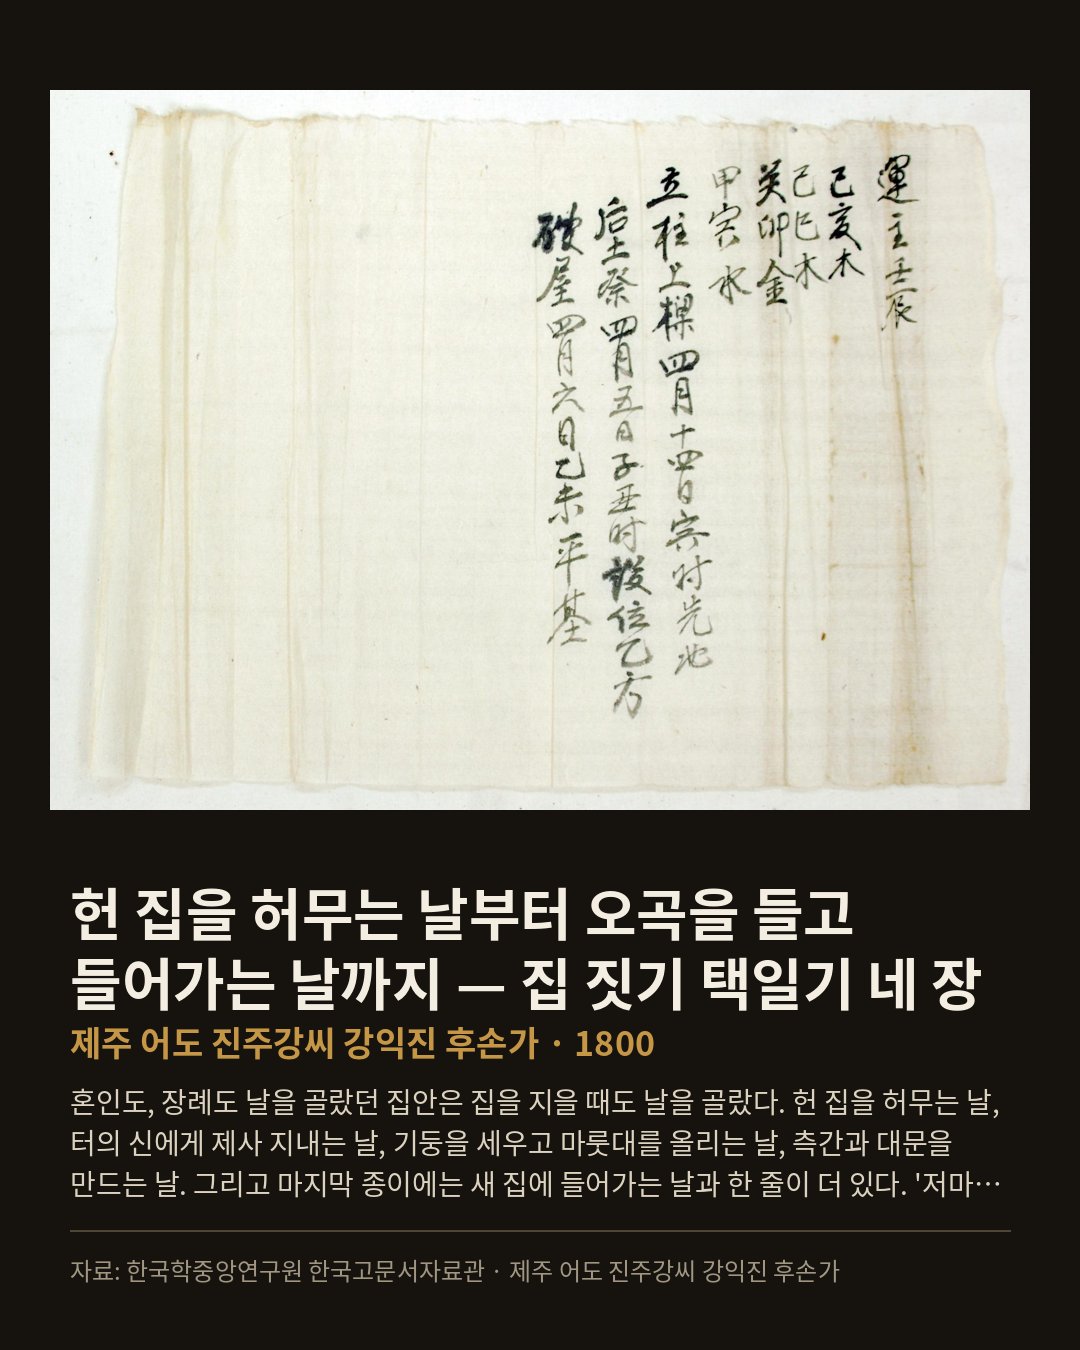 運主壬辰
己亥木
己巳木
癸卯金
甲寅水
立柱上樑四月十四日寅时先北
后土祭四月五日子丑时設位乙方
破屋四月六日乙未平基
헌 집을 허무는 날부터 오곡을 들고
들어가는 날까지 — 집 짓기 택일기 네 장
제주 어도 진주강씨 강익진 후손가 · 1800
혼인도, 장례도 날을 골랐던 집안은 집을 지을 때도 날을 골랐다. 헌 집을 허무는 날,
터의 신에게 제사 지내는 날, 기둥을 세우고 마룻대를 올리는 날, 측간과 대문을
만드는 날. 그리고 마지막 종이에는 새 집에 들어가는 날과 한 줄이 더 있다. '저마…
자료: 한국학중앙연구원 한국고문서자료관 · 제주 어도 진주강씨 강익진 후손가